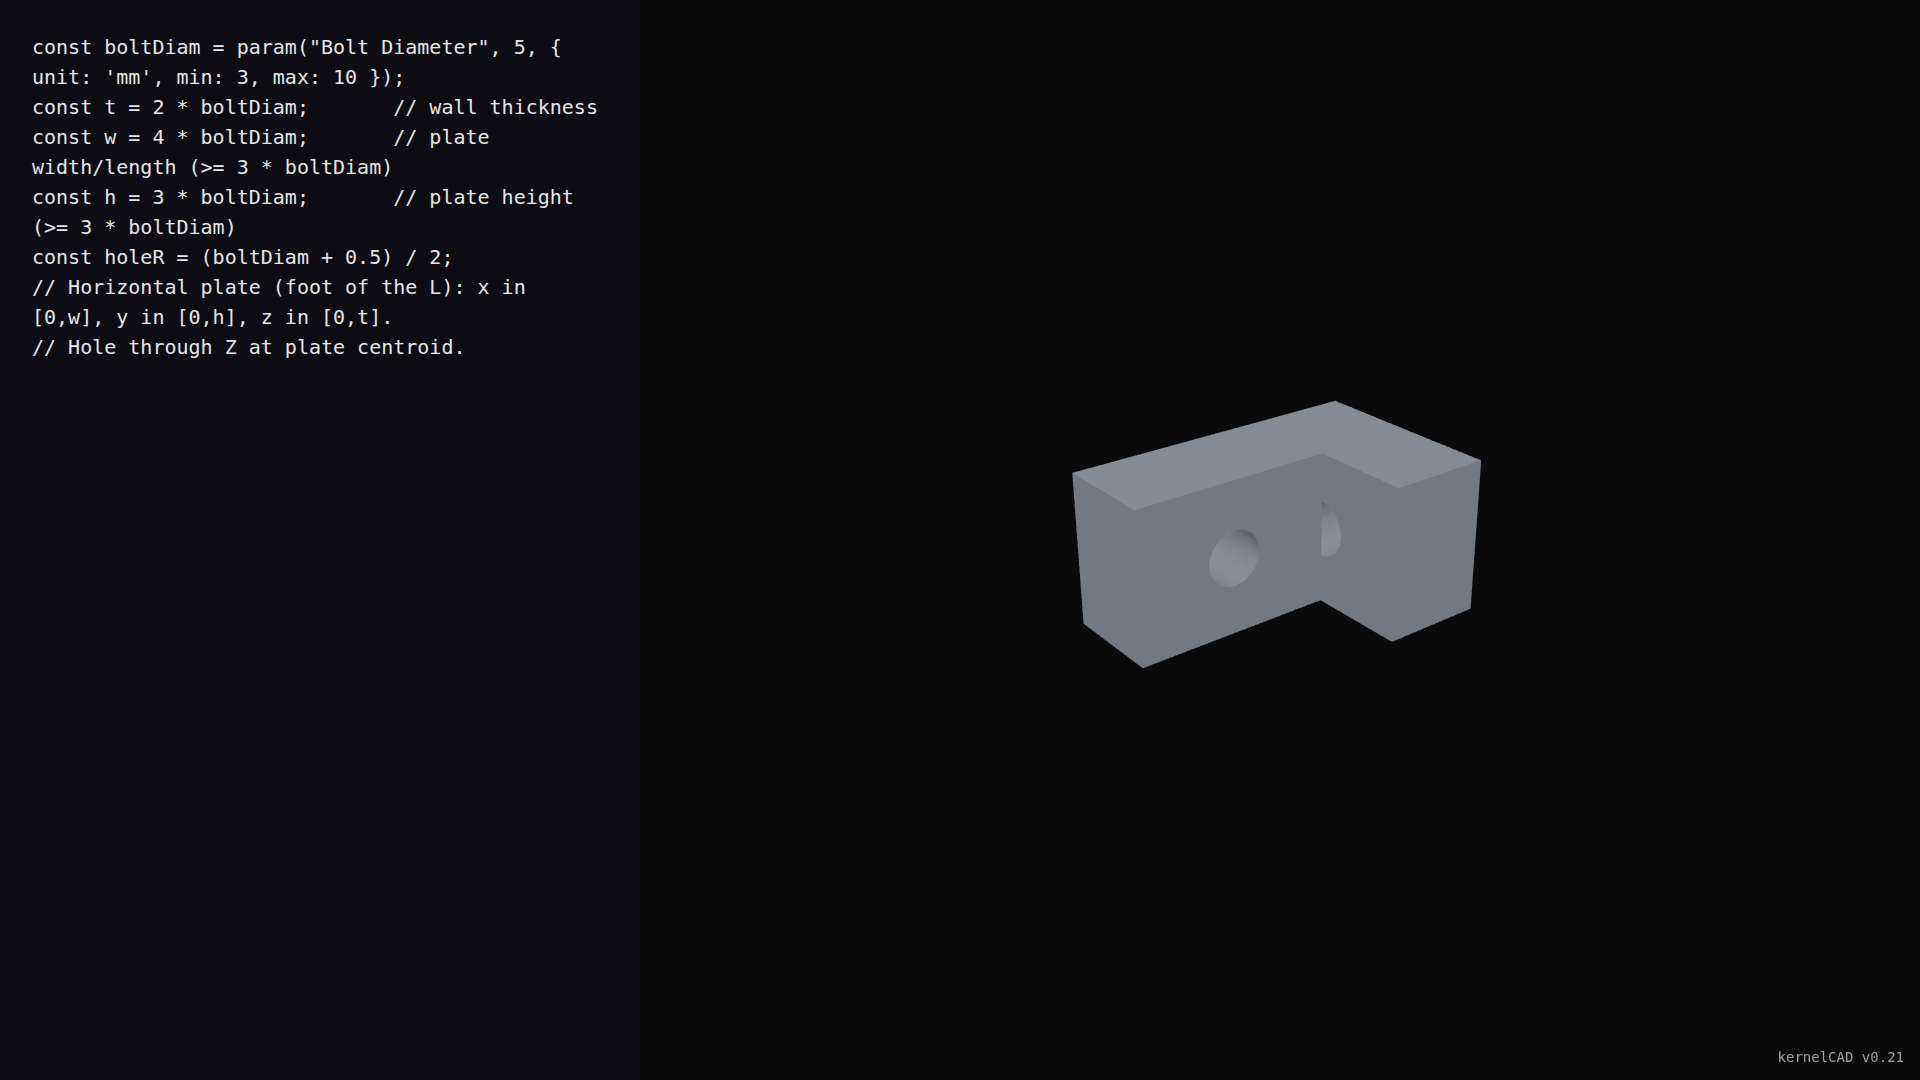 const boltDiam = param("Bolt Diameter", 5, {
unit: 'mm', min: 3, max: 10 });
const t = 2 * boltDiam;       // wall thickness
const w = 4 * boltDiam;       // plate
width/length (>= 3 * boltDiam)
const h = 3 * boltDiam;       // plate height
(>= 3 * boltDiam)
const holeR = (boltDiam + 0.5) / 2;
// Horizontal plate (foot of the L): x in
[0,w], y in [0,h], z in [0,t].
// Hole through Z at plate centroid.
kernelCAD v0.21